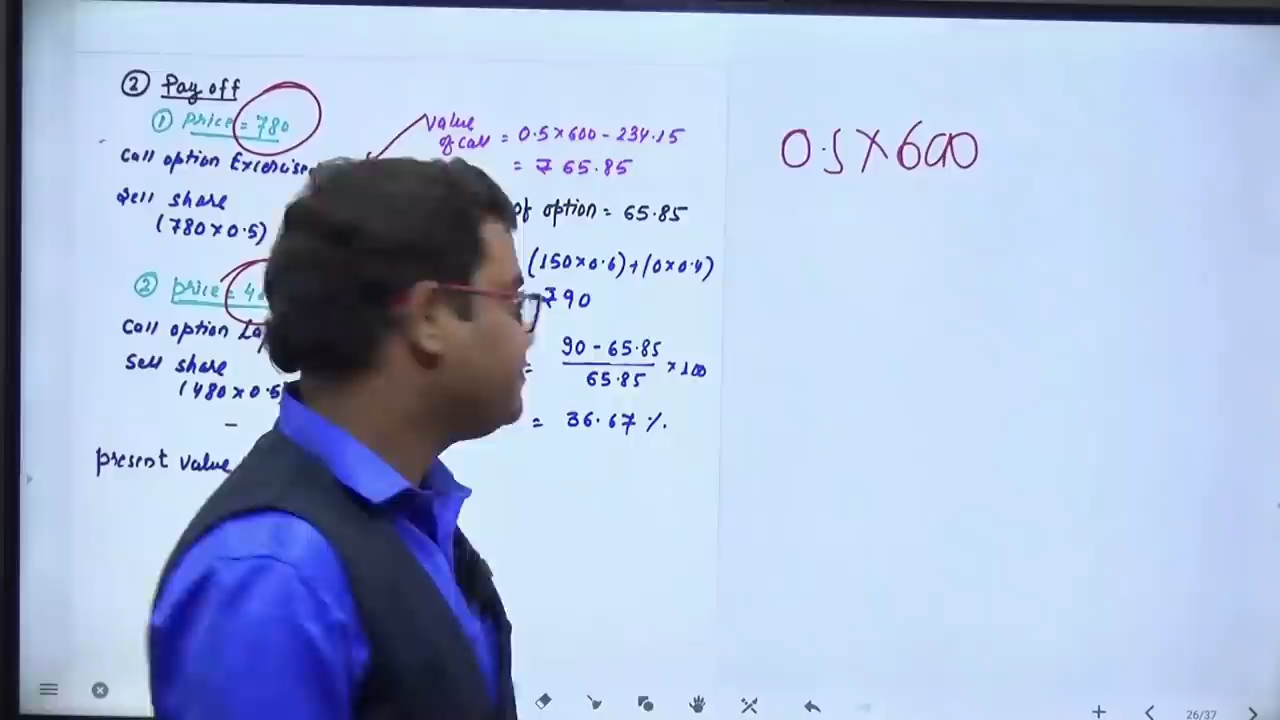 ② Pay off
① Price = 780
Call option Exercise
Sell share
(780×0.5)
② price = 4
Call option La
Sell share
(480×0.5)
–
present value
value
of call = 0.5×600 - 234.15
= ₹ 65.85
of option = 65.85
(150×0.6)+(0×0.4)
₹90
= 90 - 65.85
65.85
×100
= 36.67 %.
0.5×600
26/37